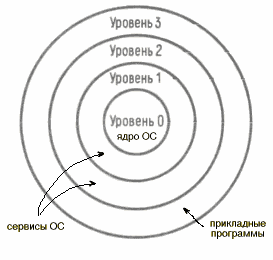 Уровень 3
Уровень 2
Уровень 1
Уровень 0
ядро ОС
сервисы ОС
прикладные
программы